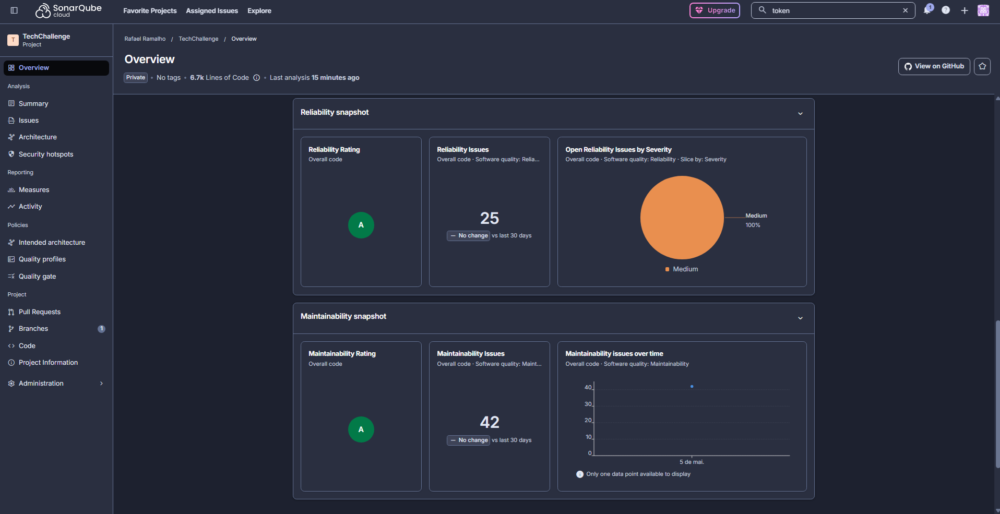 SonarQube
cloud
Favorite Projects
Assigned Issues
Explore
Upgrade
token
1
?
T
TechChallenge
Project
Overview
Analysis
Summary
Issues
Architecture
Security hotspots
Reporting
Measures
Activity
Policies
Intended architecture
Quality profiles
Quality gate
Project
Pull Requests
Branches
1
Code
Project Information
Administration
Rafael Ramalho / TechChallenge / Overview
Overview
Private • No tags • 6.7k Lines of Code • Last analysis 15 minutes ago
View on GitHub
Reliability snapshot
Reliability Rating
Overall code
A
Reliability Issues
Overall code · Software quality: Relia...
25
— No change vs last 30 days
Open Reliability Issues by Severity
Overall code · Software quality: Reliability · Slice by: Severity
Medium
100%
Medium
Maintainability snapshot
Maintainability Rating
Overall code
A
Maintainability Issues
Overall code · Software quality: Maint...
42
— No change vs last 30 days
Maintainability issues over time
Overall code · Software quality: Maintainability
40
30
20
10
0
5 de mai.
Only one data point available to display